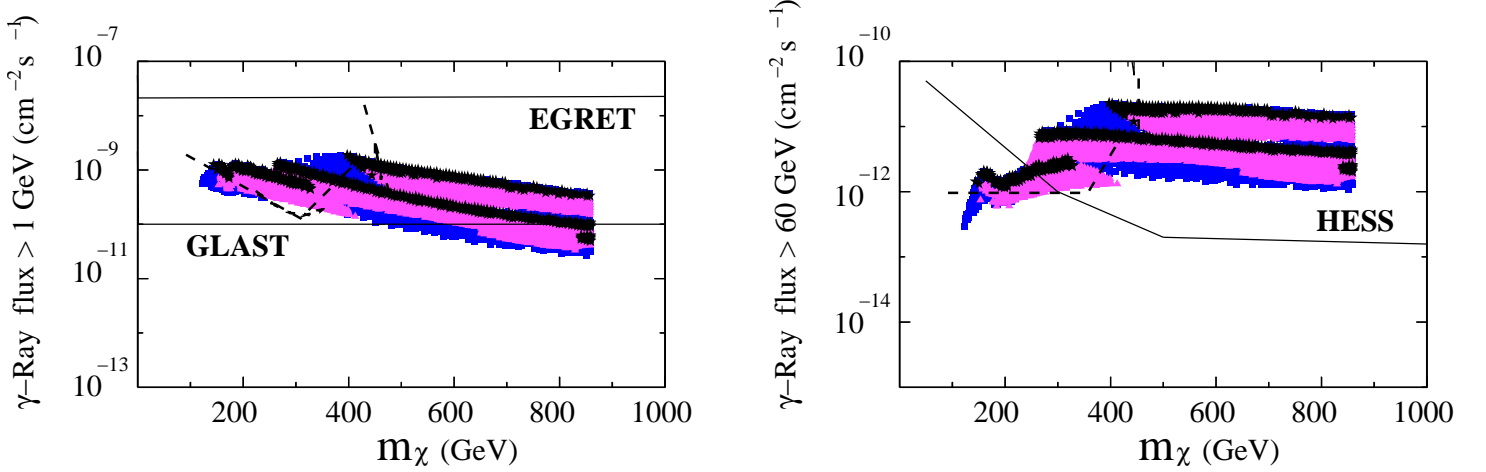 γ−Ray flux > 1 GeV (cm⁻² s⁻¹)
10⁻⁷
10⁻⁹
10⁻¹¹
10⁻¹³
EGRET
GLAST
200 400 600 800 1000
mχ (GeV)
γ−Ray flux > 60 GeV (cm⁻² s⁻¹)
10⁻¹⁰
10⁻¹²
10⁻¹⁴
HESS
200 400 600 800 1000
mχ (GeV)